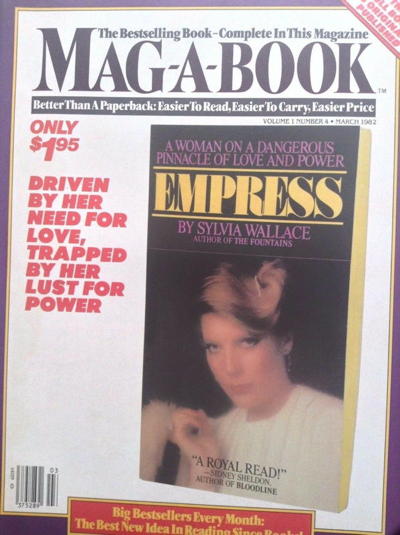 The Bestselling Book—Complete In This Magazine
MAG-A-BOOK
TM
Better Than A Paperback: Easier To Read, Easier To Carry, Easier Price
VOLUME 1 NUMBER 4 • MARCH 1982
ONLY
$1.95
DRIVEN
BY HER
NEED FOR
LOVE,
TRAPPED
BY HER
LUST FOR
POWER
A WOMAN ON A DANGEROUS
PINNACLE OF LOVE AND POWER
EMPRESS
BY SYLVIA WALLACE
AUTHOR OF THE FOUNTAINS
"A ROYAL READ!"
—SIDNEY SHELDON,
AUTHOR OF BLOODLINE
03
Big Bestsellers Every Month:
The Best New Idea In Reading Since Books!
ORIGINAL
PUBLISHED